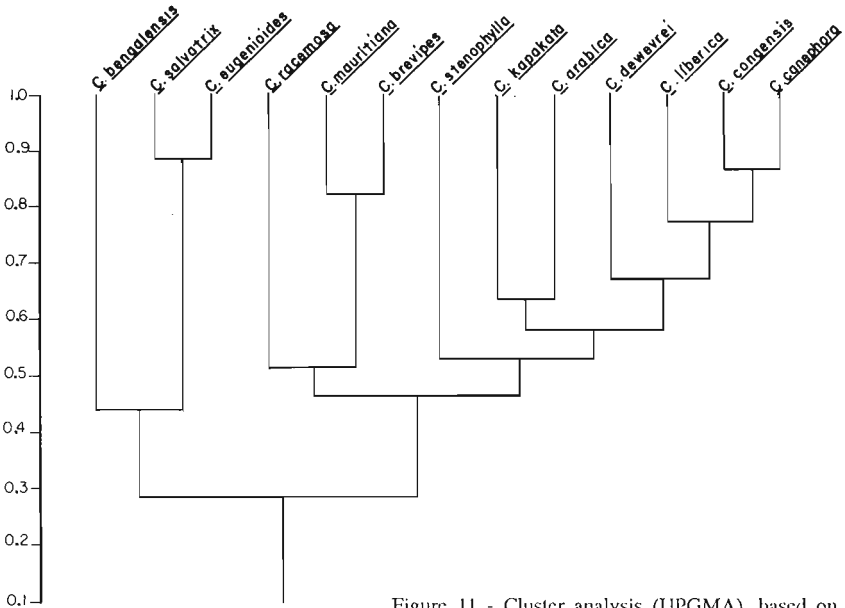 C. bengalensis
C. salvatrix
C. eugenioides
C. racemosa
C. mauritiana
C. brevipes
C. stenophylla
C. kapakata
C. arabica
C. dewevrei
C. liberica
C. congensis
C. canephora
1.0
0.9
0.8
0.7
0.6
0.5
0.4
0.3
0.2
0.1
Figure 11 - Cluster analysis (UPGMA), based on